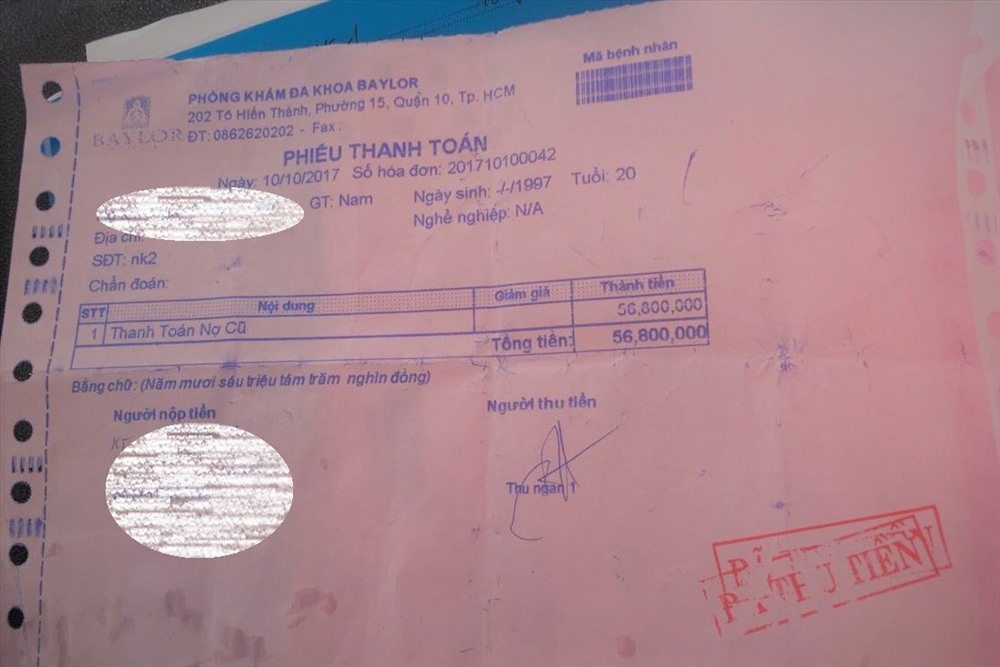 Mã bệnh nhân
PHÒNG KHÁM ĐA KHOA BAYLOR
202 Tô Hiến Thành, Phường 15, Quận 10, Tp. HCM
BAYLOR ĐT: 0862620202 - Fax :
PHIẾU THANH TOÁN
Ngày: 10/10/2017 Số hóa đơn: 201710100042
GT: Nam Ngày sinh: -/-/1997 Tuổi: 20
Nghề nghiệp: N/A
Địa chỉ:
SĐT: nk2
Chẩn đoán:
STT Nội dung Giảm giá Thành tiền
1 Thanh Toán Nợ Cũ 56,800,000
Tổng tiền: 56,800,000
Bằng chữ: (Năm mươi sáu triệu tám trăm nghìn đồng)
Người nộp tiền Người thu tiền
Thu ngân 1
TIỀN